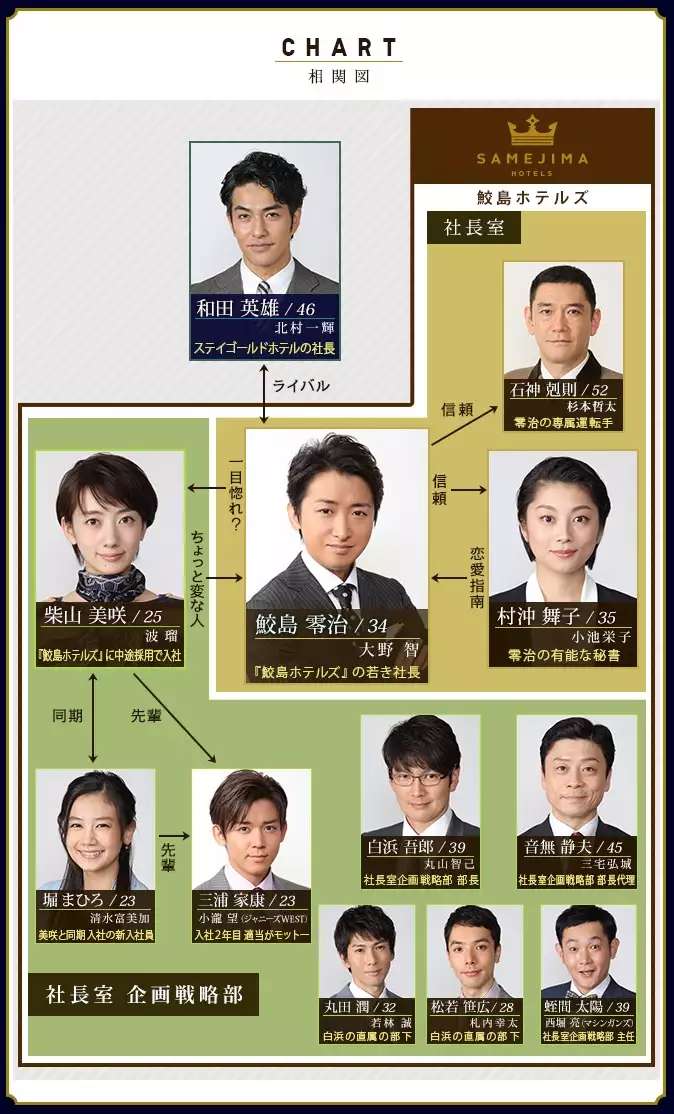 CHART
相関図
SAMEJIMA
HOTELS
鮫島ホテルズ
社長室
和田 英雄 / 46
北村一輝
ステイゴールドホテルの社長
ライバル
石神 剋則 / 52
杉本哲太
零治の専属運転手
信頼
一目惚れ?
信頼
ちょっと変な人
恋愛指南
柴山 美咲 / 25
波瑠
『鮫島ホテルズ』に中途採用で入社
鮫島 零治 / 34
大野 智
『鮫島ホテルズ』の若き社長
村沖 舞子 / 35
小池栄子
零治の有能な秘書
同期
先輩
堀 まひろ / 23
清水富美加
美咲と同期入社の新入社員
先輩
三浦 家康 / 23
小瀧 望(ジャニーズWEST)
入社2年目 適当がモットー
白浜 吾郎 / 39
丸山智己
社長室企画戦略部 部長
音無 静夫 / 45
三宅弘城
社長室企画戦略部 部長代理
丸田 潤 / 32
若林 誠
白浜の直属の部下
松若 笹広 / 28
札内幸太
白浜の直属の部下
蛭間 太陽 / 39
西堀 亮(マシンガンズ)
社長室企画戦略部 主任
社長室 企画戦略部